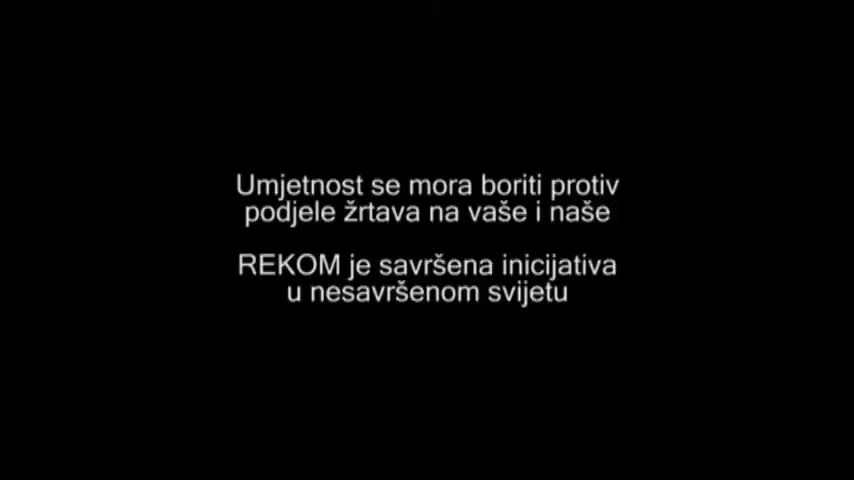 Umjetnost se mora boriti protiv
podjele žrtava na vaše i naše
REKOM je savršena inicijativa
u nesavršenom svijetu